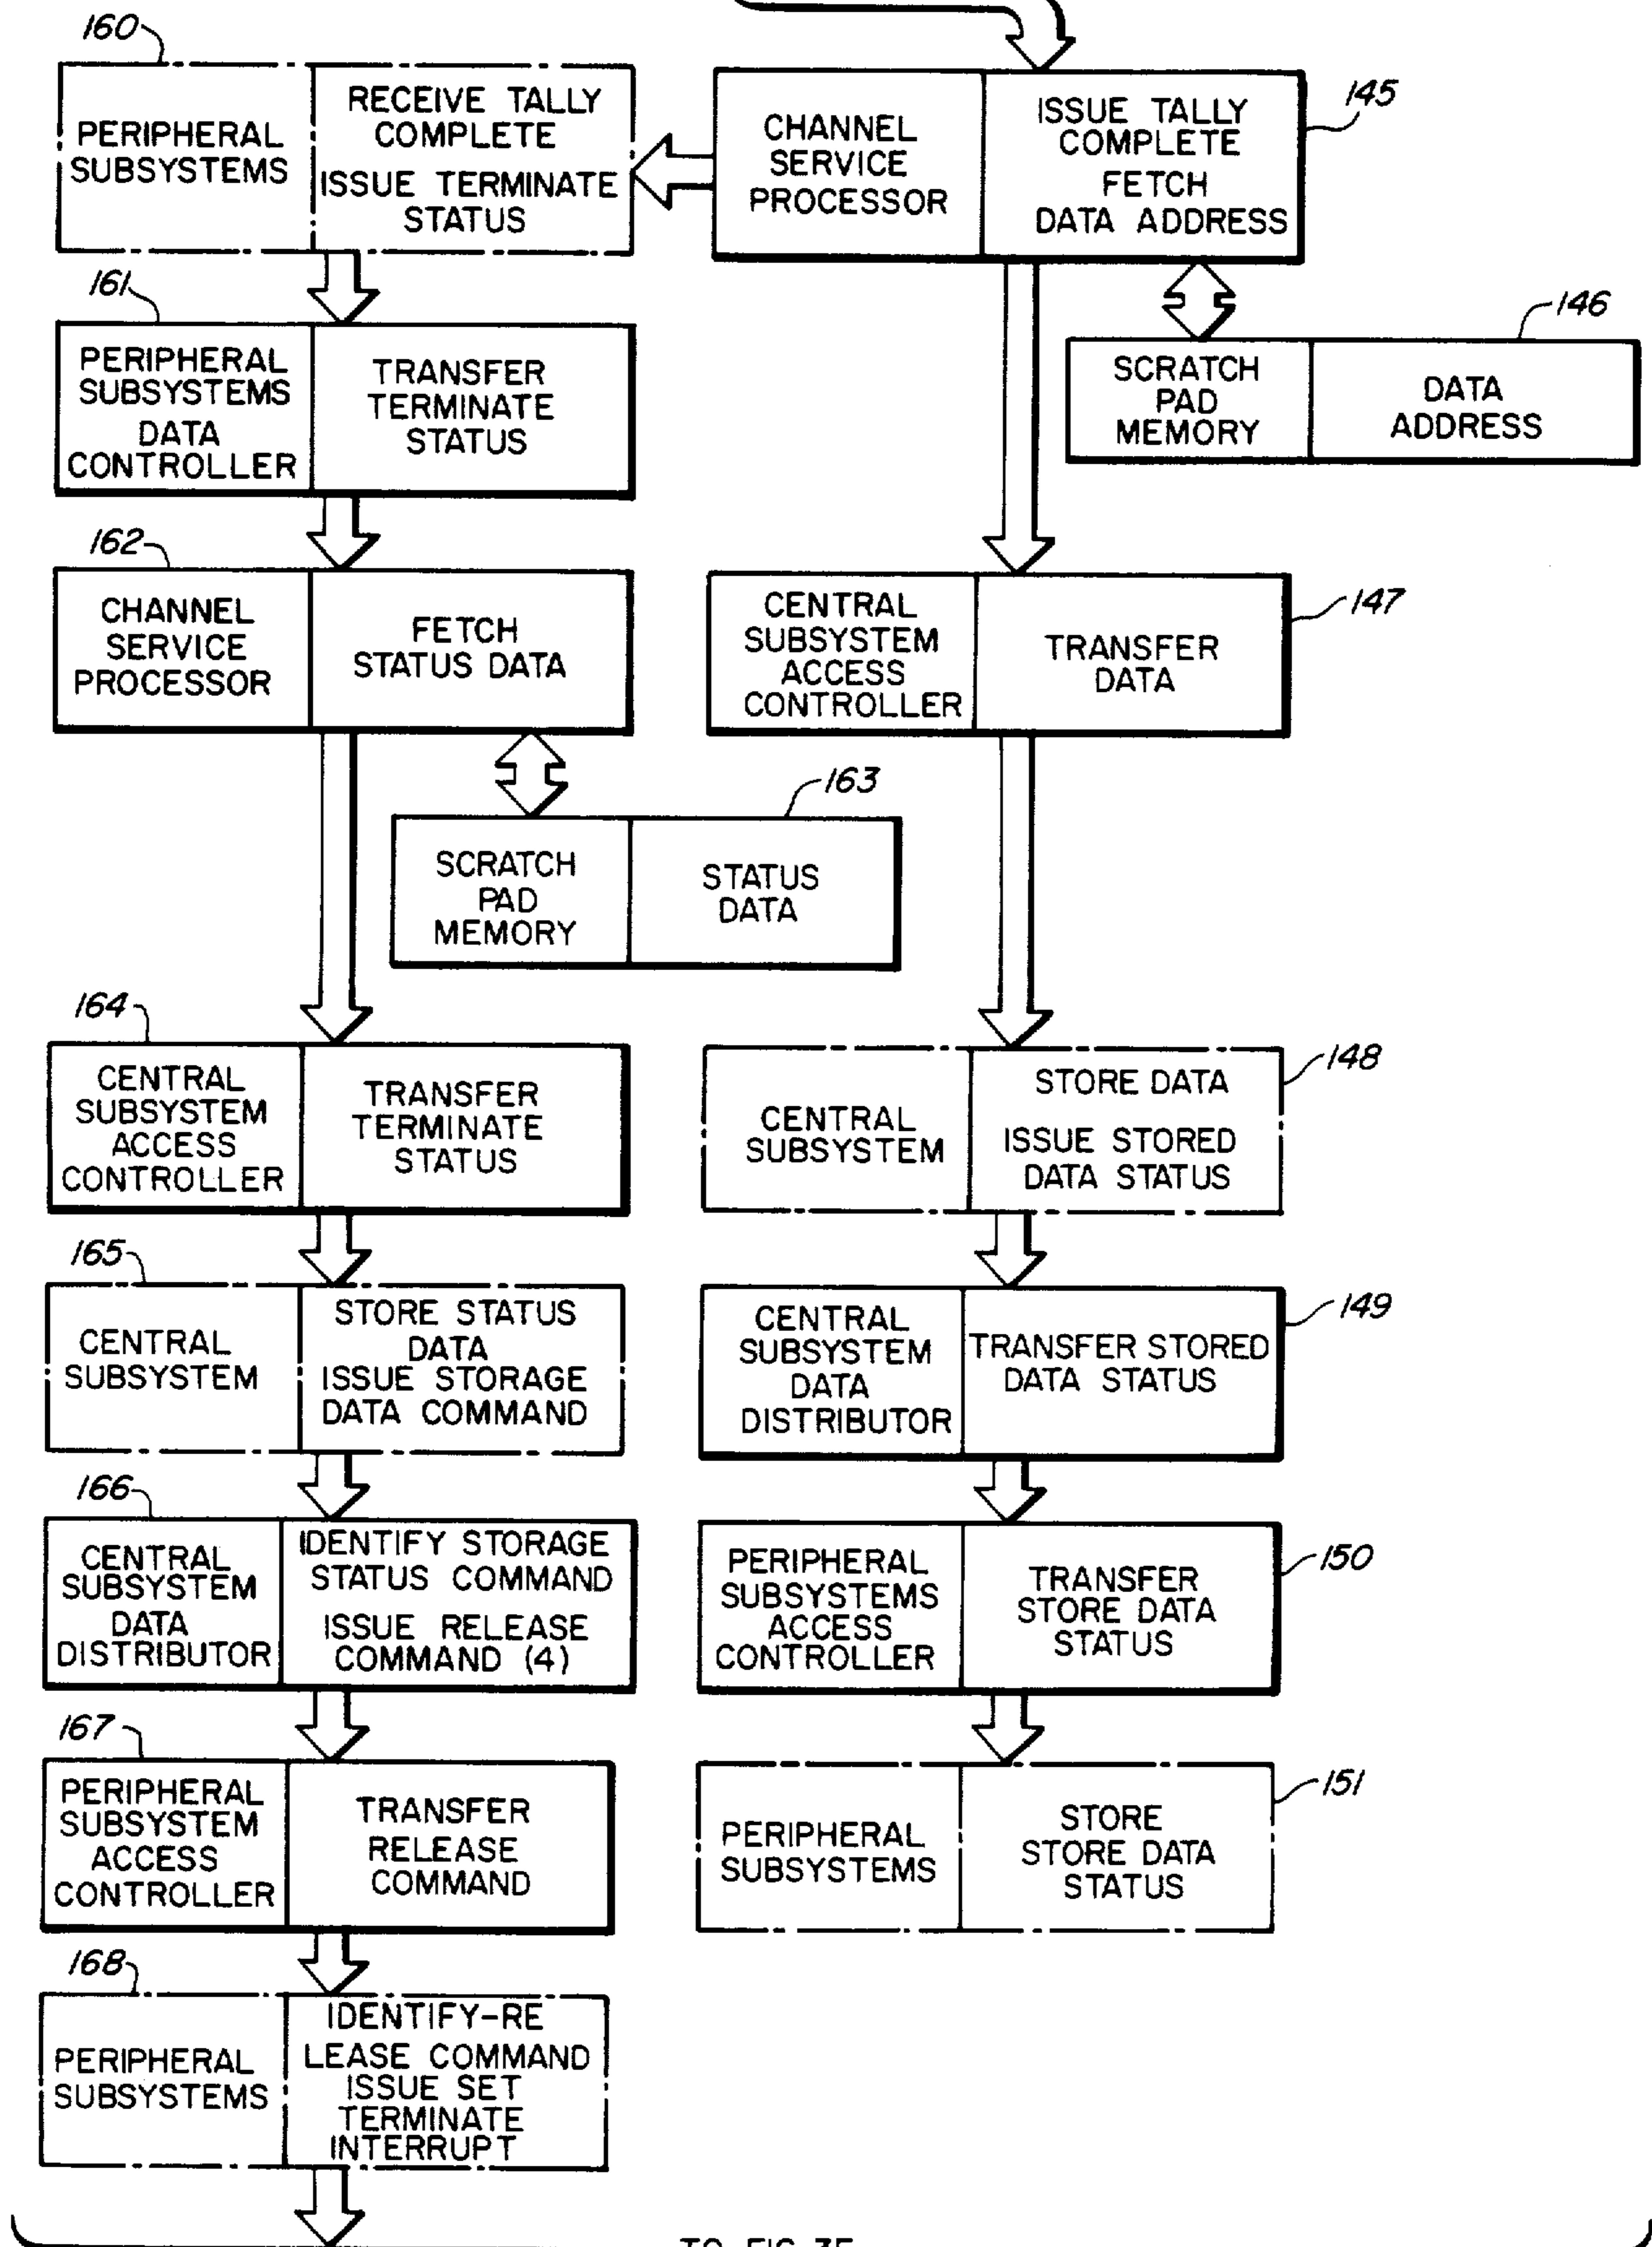 160
PERIPHERAL
SUBSYSTEMS
RECEIVE TALLY
COMPLETE
ISSUE TERMINATE
STATUS
CHANNEL
SERVICE
PROCESSOR
ISSUE TALLY
COMPLETE
FETCH
DATA ADDRESS
145
161
PERIPHERAL
SUBSYSTEMS
DATA
CONTROLLER
TRANSFER
TERMINATE
STATUS
146
SCRATCH
PAD
MEMORY
DATA
ADDRESS
162
CHANNEL
SERVICE
PROCESSOR
FETCH
STATUS DATA
CENTRAL
SUBSYSTEM
ACCESS
CONTROLLER
TRANSFER
DATA
147
163
SCRATCH
PAD
MEMORY
STATUS
DATA
164
CENTRAL
SUBSYSTEM
ACCESS
CONTROLLER
TRANSFER
TERMINATE
STATUS
CENTRAL
SUBSYSTEM
STORE DATA
ISSUE STORED
DATA STATUS
148
165
CENTRAL
SUBSYSTEM
STORE STATUS
DATA
ISSUE STORAGE
DATA COMMAND
CENTRAL
SUBSYSTEM
DATA
DISTRIBUTOR
TRANSFER STORED
DATA STATUS
149
166
CENTRAL
SUBSYSTEM
DATA
DISTRIBUTOR
IDENTIFY STORAGE
STATUS COMMAND
ISSUE RELEASE
COMMAND (4)
PERIPHERAL
SUBSYSTEMS
ACCESS
CONTROLLER
TRANSFER
STORE DATA
STATUS
150
167
PERIPHERAL
SUBSYSTEM
ACCESS
CONTROLLER
TRANSFER
RELEASE
COMMAND
PERIPHERAL
SUBSYSTEMS
STORE
STORE DATA
STATUS
151
168
PERIPHERAL
SUBSYSTEMS
IDENTIFY-RE
LEASE COMMAND
ISSUE SET
TERMINATE
INTERRUPT
TO FIG.